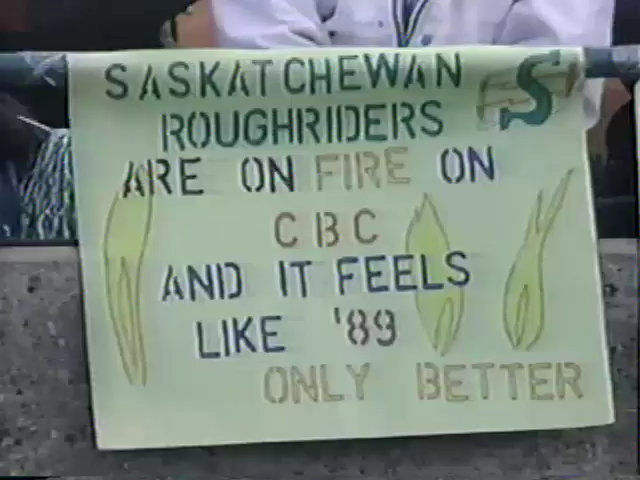 SASKATCHEWAN S
ROUGHRIDERS
ARE ON FIRE ON
CBC
AND IT FEELS
LIKE '89
ONLY BETTER